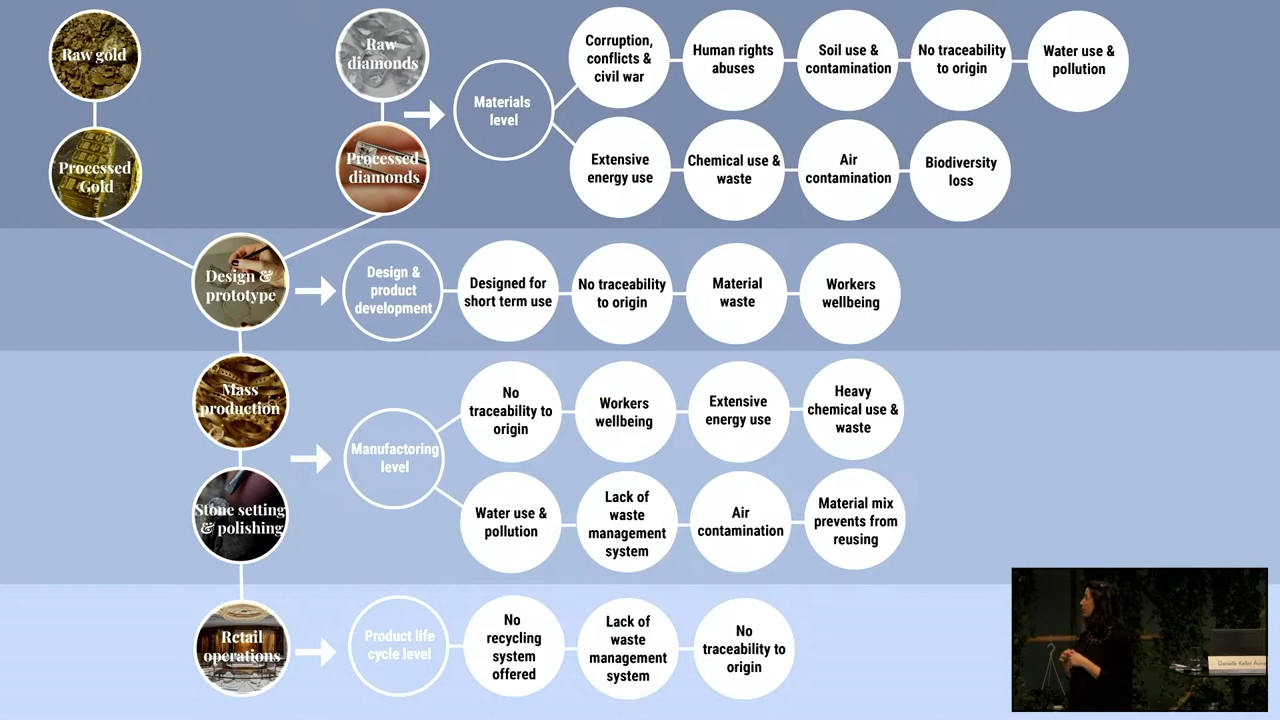 Raw gold
Raw
diamonds
Processed
Gold
Processed
diamonds
Materials
level
Corruption,
conflicts &
civil war
Human rights
abuses
Soil use &
contamination
No traceability
to origin
Water use &
pollution
Extensive
energy use
Chemical use &
waste
Air
contamination
Biodiversity
loss
Design &
prototype
Design &
product
development
Designed for
short term use
No traceability
to origin
Material
waste
Workers
wellbeing
Mass
production
Stone setting
& polishing
Manufactoring
level
No
traceability to
origin
Workers
wellbeing
Extensive
energy use
Heavy
chemical use &
waste
Water use &
pollution
Lack of
waste
management
system
Air
contamination
Material mix
prevents from
reusing
Retail
operations
Product life
cycle level
No
recycling
system
offered
Lack of
waste
management
system
No
traceability to
origin
Danielle Keller